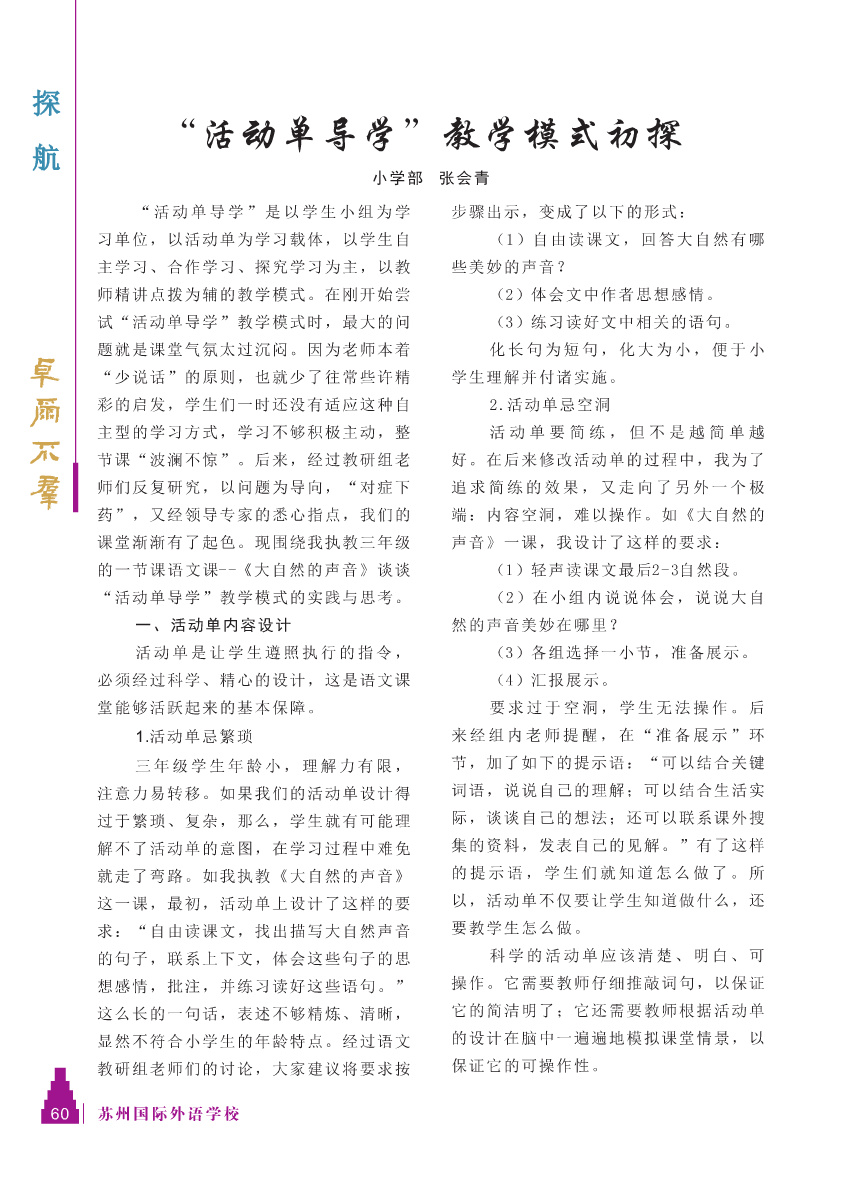 探
航
卓
爾
不
羣
“活动单导学”教学模式初探
小学部 张会青
“活动单导学”是以学生小组为学
习单位，以活动单为学习载体，以学生自
主学习、合作学习、探究学习为主，以教
师精讲点拨为辅的教学模式。在刚开始尝
试“活动单导学”教学模式时，最大的问
题就是课堂气氛太过沉闷。因为老师本着
“少说话”的原则，也就少了往常些许精
彩的启发，学生们一时还没有适应这种自
主型的学习方式，学习不够积极主动，整
节课“波澜不惊”。后来，经过教研组老
师们反复研究，以问题为导向，“对症下
药”，又经领导专家的悉心指点，我们的
课堂渐渐有了起色。现围绕我执教三年级
的一节课语文课--《大自然的声音》谈谈
“活动单导学”教学模式的实践与思考。
一、活动单内容设计
活动单是让学生遵照执行的指令，
必须经过科学、精心的设计，这是语文课
堂能够活跃起来的基本保障。
1.活动单忌繁琐
三年级学生年龄小，理解力有限，
注意力易转移。如果我们的活动单设计得
过于繁琐、复杂，那么，学生就有可能理
解不了活动单的意图，在学习过程中难免
就走了弯路。如我执教《大自然的声音》
这一课，最初，活动单上设计了这样的要
求：“自由读课文，找出描写大自然声音
的句子，联系上下文，体会这些句子的思
想感情，批注，并练习读好这些语句。”
这么长的一句话，表述不够精炼、清晰，
显然不符合小学生的年龄特点。经过语文
教研组老师们的讨论，大家建议将要求按
步骤出示，变成了以下的形式：
（1）自由读课文，回答大自然有哪
些美妙的声音？
（2）体会文中作者思想感情。
（3）练习读好文中相关的语句。
化长句为短句，化大为小，便于小
学生理解并付诸实施。
2.活动单忌空洞
活动单要简练，但不是越简单越
好。在后来修改活动单的过程中，我为了
追求简练的效果，又走向了另外一个极
端：内容空洞，难以操作。如《大自然的
声音》一课，我设计了这样的要求：
（1）轻声读课文最后2-3自然段。
（2）在小组内说说体会，说说大自
然的声音美妙在哪里？
（3）各组选择一小节，准备展示。
（4）汇报展示。
要求过于空洞，学生无法操作。后
来经组内老师提醒，在“准备展示”环
节，加了如下的提示语：“可以结合关键
词语，说说自己的理解；可以结合生活实
际，谈谈自己的想法；还可以联系课外搜
集的资料，发表自己的见解。”有了这样
的提示语，学生们就知道怎么做了。所
以，活动单不仅要让学生知道做什么，还
要教学生怎么做。
科学的活动单应该清楚、明白、可
操作。它需要教师仔细推敲词句，以保证
它的简洁明了；它还需要教师根据活动单
的设计在脑中一遍遍地模拟课堂情景，以
保证它的可操作性。
60 苏州国际外语学校